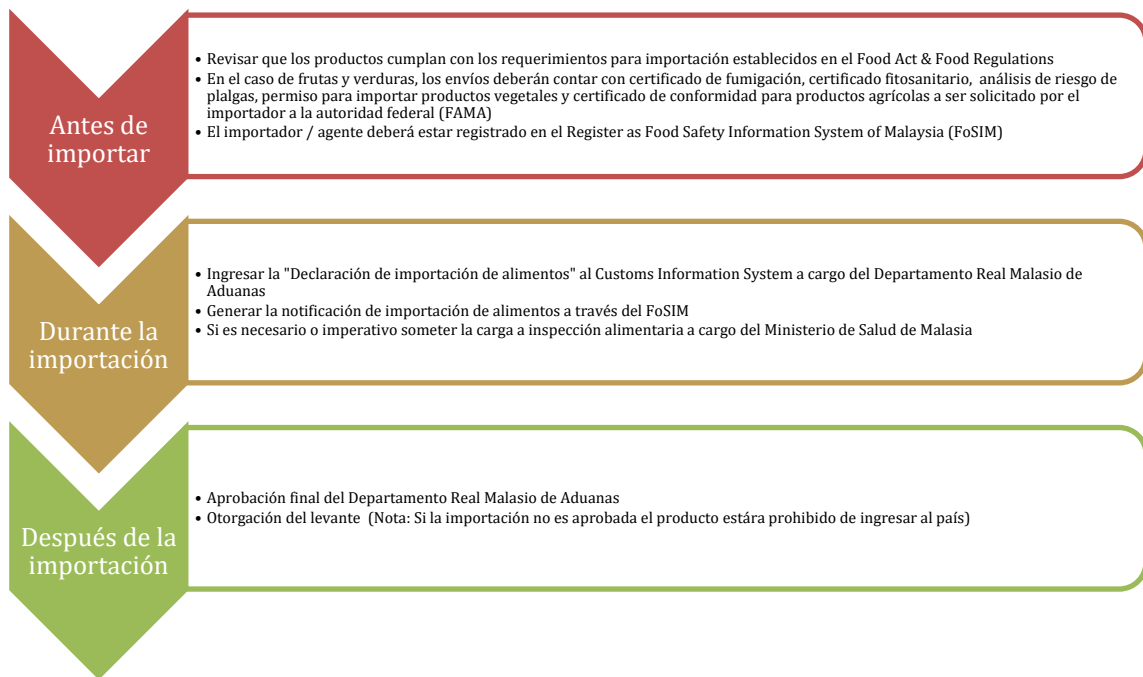 Antes de
importar
• Revisar que los productos cumplan con los requerimientos para importación establecidos en el Food Act & Food Regulations
• En el caso de frutas y verduras, los envíos deberán contar con certificado de fumigación, certificado fitosanitario, análisis de riesgo de
plalgas, permiso para importar productos vegetales y certificado de conformidad para productos agrícolas a ser solicitado por el
importador a la autoridad federal (FAMA)
• El importador / agente deberá estar registrado en el Register as Food Safety Information System of Malaysia (FoSIM)
Durante la
importación
• Ingresar la "Declaración de importación de alimentos" al Customs Information System a cargo del Departamento Real Malasio de
Aduanas
• Generar la notificación de importación de alimentos a través del FoSIM
• Si es necesario o imperativo someter la carga a inspección alimentaria a cargo del Ministerio de Salud de Malasia
Después de la
importación
• Aprobación final del Departamento Real Malasio de Aduanas
• Otorgación del levante (Nota: Si la importación no es aprobada el producto estára prohibido de ingresar al país)